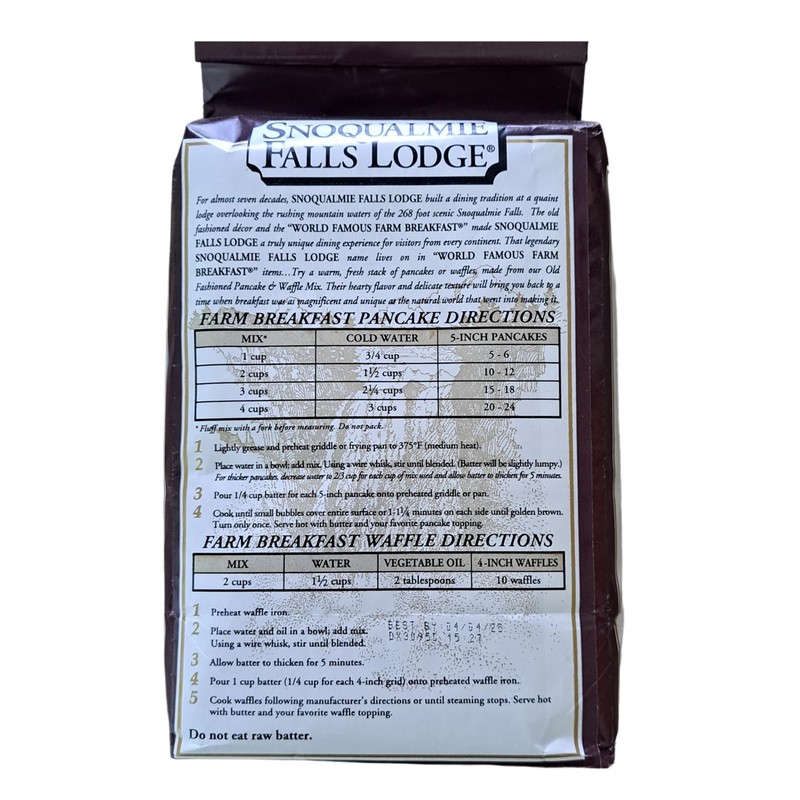 SNOQUALMIE
FALLS LODGE®
For almost seven decades, SNOQUALMIE FALLS LODGE built a dining tradition at a quaint
lodge overlooking the rushing mountain waters of the 268 foot scenic Snoqualmie Falls. The old
fashioned décor and the "WORLD FAMOUS FARM BREAKFAST®" made SNOQUALMIE
FALLS LODGE a truly unique dining experience for visitors from every continent. That legendary
SNOQUALMIE FALLS LODGE name lives on in "WORLD FAMOUS FARM
BREAKFAST®" items...Try a warm, fresh stack of pancakes or waffles, made from our Old
Fashioned Pancake & Waffle Mix. Their hearty flavor and delicate texture will bring you back to a
time when breakfast was as magnificent and unique as the natural world that went into making it.
FARM BREAKFAST PANCAKE DIRECTIONS
MIX* COLD WATER 5-INCH PANCAKES
1 cup 3/4 cup 5 - 6
2 cups 1½ cups 10 - 12
3 cups 2¼ cups 15 - 18
4 cups 3 cups 20 - 24
* Fluff mix with a fork before measuring. Do not pack.
1 Lightly grease and preheat griddle or frying pan to 375°F (medium heat).
2 Place water in a bowl; add mix. Using a wire whisk, stir until blended. (Batter will be slightly lumpy.)
For thicker pancakes, decrease water to 2/3 cup for each cup of mix used and allow batter to thicken for 5 minutes.
3 Pour 1/4 cup batter for each 5-inch pancake onto preheated griddle or pan.
4 Cook until small bubbles cover entire surface or 1-1¼ minutes on each side until golden brown.
Turn only once. Serve hot with butter and your favorite pancake topping.
FARM BREAKFAST WAFFLE DIRECTIONS
MIX WATER VEGETABLE OIL 4-INCH WAFFLES
2 cups 1½ cups 2 tablespoons 10 waffles
1 Preheat waffle iron.
2 Place water and oil in a bowl; add mix.
Using a wire whisk, stir until blended.
BEST BY 04/04/26
15:27
3 Allow batter to thicken for 5 minutes.
4 Pour 1 cup batter (1/4 cup for each 4-inch grid) onto preheated waffle iron.
5 Cook waffles following manufacturer's directions or until steaming stops. Serve hot
with butter and your favorite waffle topping.
Do not eat raw batter.